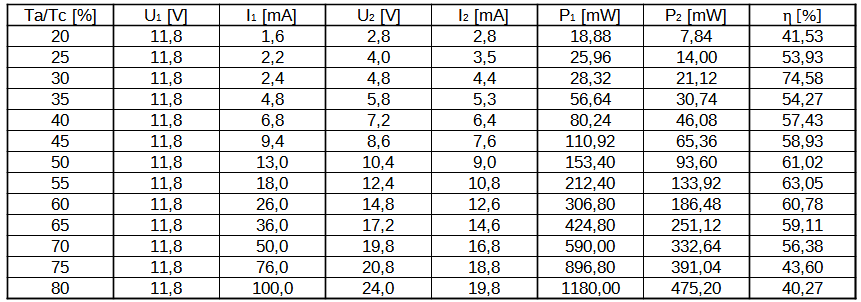 Ta/Tc [%] U₁ [V] I₁ [mA] U₂ [V] I₂ [mA] P₁ [mW] P₂ [mW] η [%]
20 11,8 1,6 2,8 2,8 18,88 7,84 41,53
25 11,8 2,2 4,0 3,5 25,96 14,00 53,93
30 11,8 2,4 4,8 4,4 28,32 21,12 74,58
35 11,8 4,8 5,8 5,3 56,64 30,74 54,27
40 11,8 6,8 7,2 6,4 80,24 46,08 57,43
45 11,8 9,4 8,6 7,6 110,92 65,36 58,93
50 11,8 13,0 10,4 9,0 153,40 93,60 61,02
55 11,8 18,0 12,4 10,8 212,40 133,92 63,05
60 11,8 26,0 14,8 12,6 306,80 186,48 60,78
65 11,8 36,0 17,2 14,6 424,80 251,12 59,11
70 11,8 50,0 19,8 16,8 590,00 332,64 56,38
75 11,8 76,0 20,8 18,8 896,80 391,04 43,60
80 11,8 100,0 24,0 19,8 1180,00 475,20 40,27